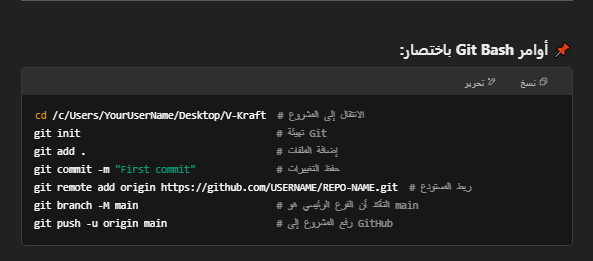 📌 أوامر Git Bash باختصار:
نسخ تحرير
cd /c/Users/YourUserName/Desktop/V-Kraft # الانتقال إلى المشروع
git init # تهيئة Git
git add . # إضافة الملفات
git commit -m "First commit" # حفظ التغييرات
git remote add origin https://github.com/USERNAME/REPO-NAME.git # ربط المستودع
git branch -M main # التأكد أن الفرع الرئيسي هو main
git push -u origin main # رفع المشروع إلى GitHub